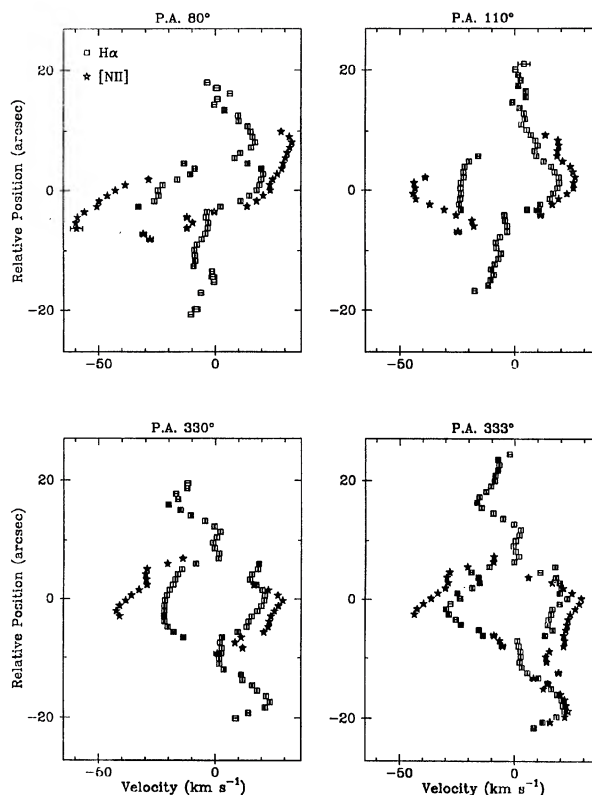 P.A. 80°
P.A. 110°
Hα
[NII]
20
0
−20
20
0
−20
Relative Position (arcsec)
−50
0
−50
0
P.A. 330°
P.A. 333°
20
0
−20
20
0
−20
Relative Position (arcsec)
−50
0
−50
0
Velocity (km s⁻¹)
Velocity (km s⁻¹)